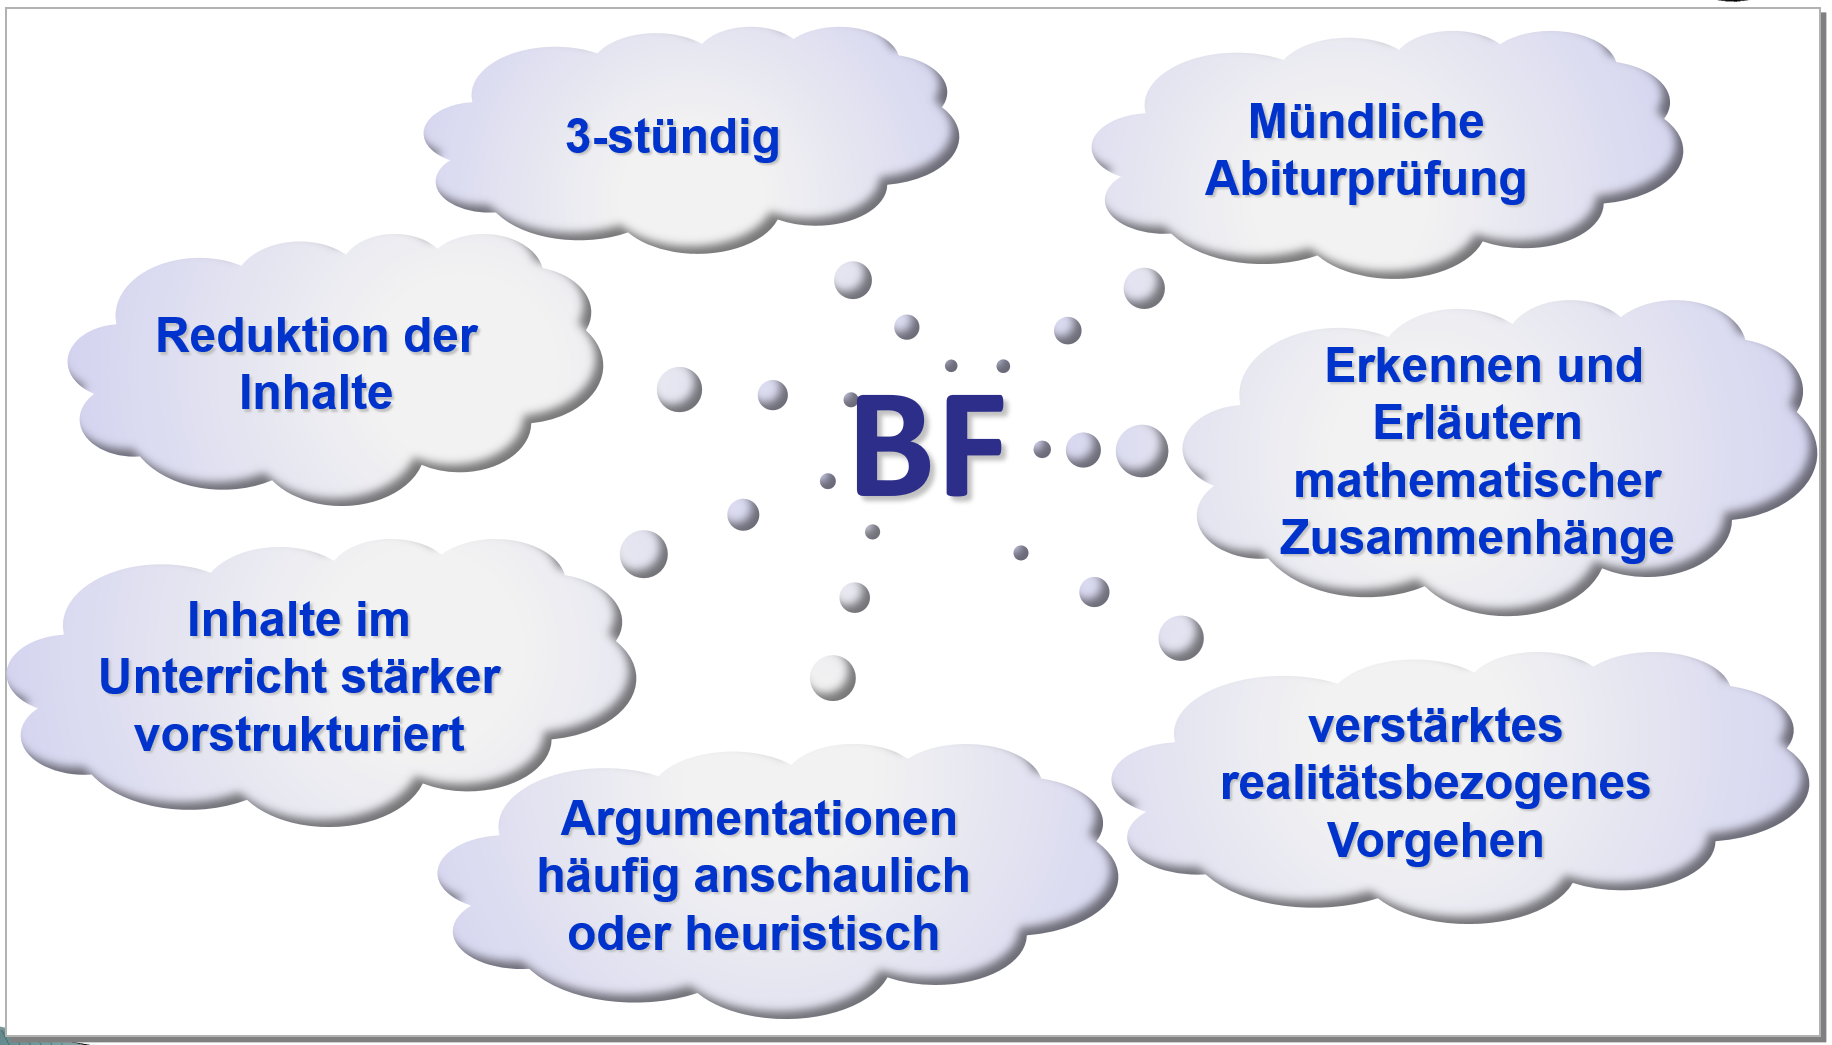 3-stündig
Mündliche
Abiturprüfung
Reduktion der
Inhalte
Erkennen und
Erläutern
mathematischer
Zusammenhänge
BF
Inhalte im
Unterricht stärker
vorstrukturiert
verstärktes
realitätsbezogenes
Vorgehen
Argumentationen
häufig anschaulich
oder heuristisch